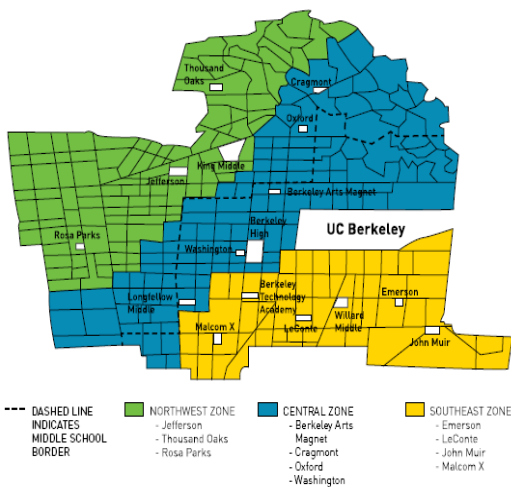 Thousand
Oaks
Cragmont
Oxford
King Middle
Jefferson
Berkeley Arts Magnet
Berkeley
High
UC Berkeley
Rosa Parks
Washington
Berkeley
Technology
Academy
Emerson
Longfellow
Middle
Malcom X
LeConte
Willard
Middle
John Muir
DASHED LINE
INDICATES
MIDDLE SCHOOL
BORDER
NORTHWEST ZONE
- Jefferson
- Thousand Oaks
- Rosa Parks
CENTRAL ZONE
- Berkeley Arts
Magnet
- Cragmont
- Oxford
- Washington
SOUTHEAST ZONE
- Emerson
- LeConte
- John Muir
- Malcom X